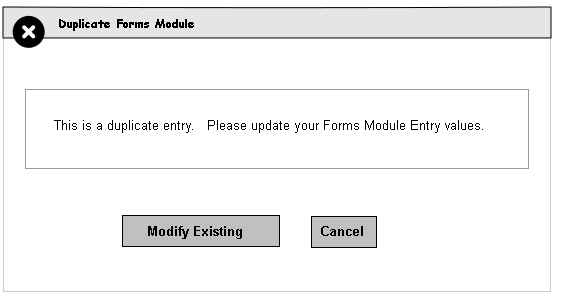 Duplicate Forms Module
This is a duplicate entry. Please update your Forms Module Entry values.
Modify Existing
Cancel